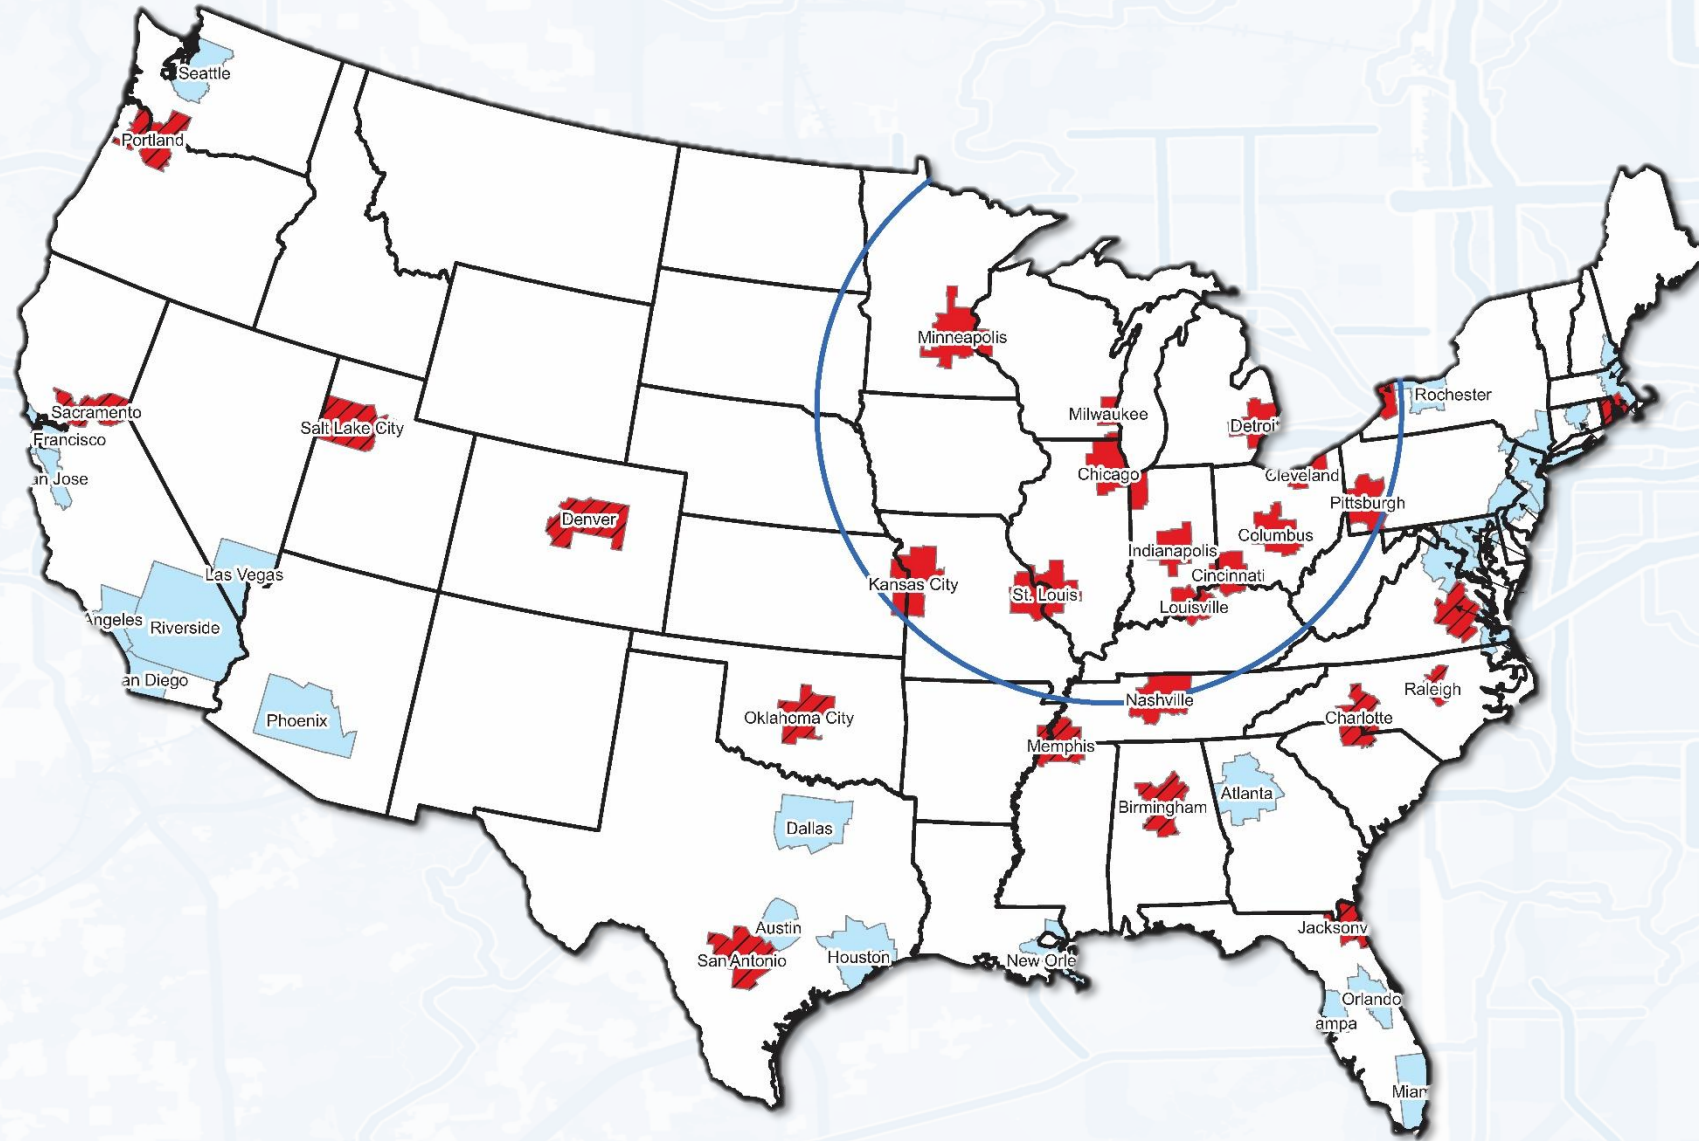 Seattle
Portland
Minneapolis
Rochester
Milwaukee
Sacramento
Detroi
Salt Lake City
Francisco
Chicago
Cleveland
an Jose
Pittsburgh
Denver
Columbus
Indianapolis
Las Vegas
Cincinnati
Kansas City
St. Louis
Louisville
Angeles
Riverside
an Diego
Raleigh
Nashville
Phoenix
Oklahoma City
Charlotte
Memphis
Atlanta
Birmingham
Dallas
Austin
Jacksonv
San Antonio
Houston
New Orle
Orlando
ampa
Miam